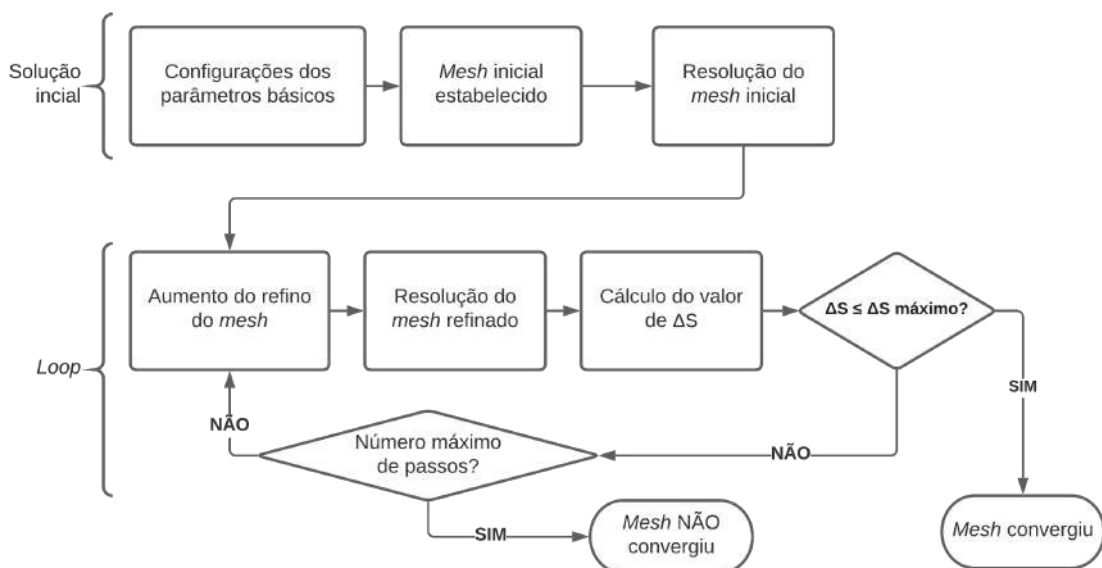 Solução
incial
Configurações dos
parâmetros básicos
Mesh inicial
estabelecido
Resolução do
mesh inicial
Loop
Aumento do refino
do mesh
Resolução do
mesh refinado
Cálculo do valor
de ΔS
ΔS ≤ ΔS máximo?
SIM
NÃO
Número máximo
de passos?
NÃO
SIM
Mesh NÃO
convergiu
Mesh convergiu